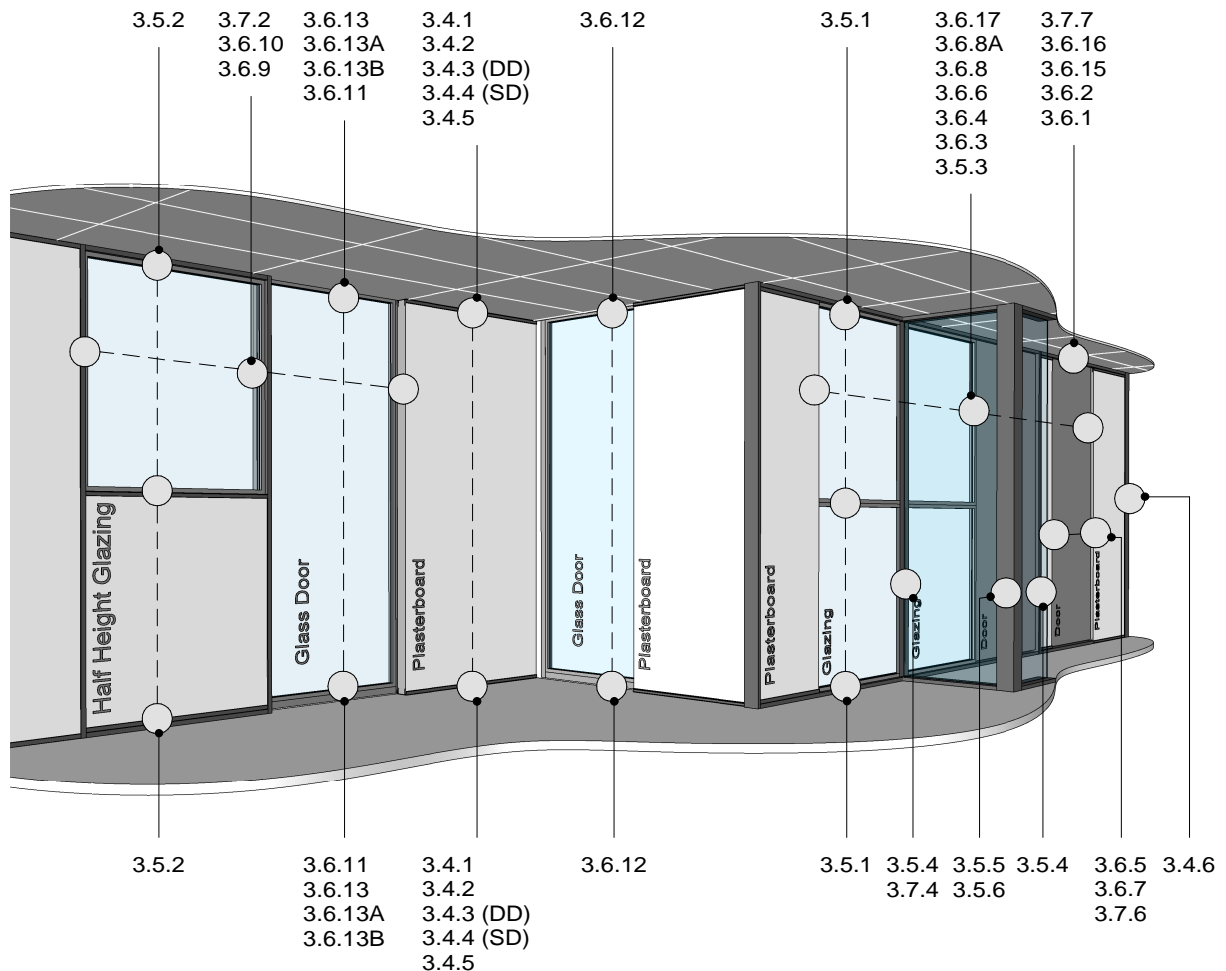 3.5.2
3.7.2
3.6.10
3.6.9
3.6.13
3.6.13A
3.6.13B
3.6.11
3.4.1
3.4.2
3.4.3 (DD)
3.4.4 (SD)
3.4.5
3.6.12
3.5.1
3.6.17
3.6.8A
3.6.8
3.6.6
3.6.4
3.6.3
3.5.3
3.7.7
3.6.16
3.6.15
3.6.2
3.6.1
Half Height Glazing
Glass Door
Plasterboard
Glass Door
Plasterboard
Plasterboard
Glazing
Glazing
Door
Door
Plasterboard
3.5.2
3.6.11
3.6.13
3.6.13A
3.6.13B
3.4.1
3.4.2
3.4.3 (DD)
3.4.4 (SD)
3.4.5
3.6.12
3.5.1
3.5.4
3.7.4
3.5.5
3.5.6
3.5.4
3.6.5
3.6.7
3.7.6
3.4.6